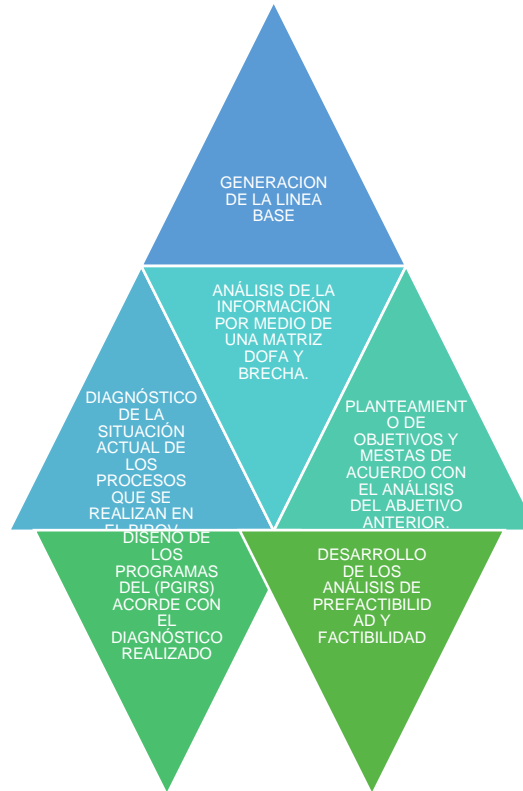 GENERACION
DE LA LINEA
BASE
ANÁLISIS DE LA
INFORMACIÓN
POR MEDIO DE
UNA MATRIZ
DOFA Y
BRECHA.
DIAGNÓSTICO
DE LA
SITUACIÓN
ACTUAL DE
LOS
PROCESOS
QUE SE
REALIZAN EN
PLANTEAMIENT
O DE
OBJETIVOS Y
MESTAS DE
ACUERDO CON
EL ANÁLISIS
DEL ABJETIVO
ANTERIOR.
DISEÑO DE
LOS
PROGRAMAS
DEL (PGIRS)
ACORDE CON
EL
DIAGNÓSTICO
REALIZADO
DESARROLLO
DE LOS
ANÁLISIS DE
PREFACTIBILID
AD Y
FACTIBILIDAD